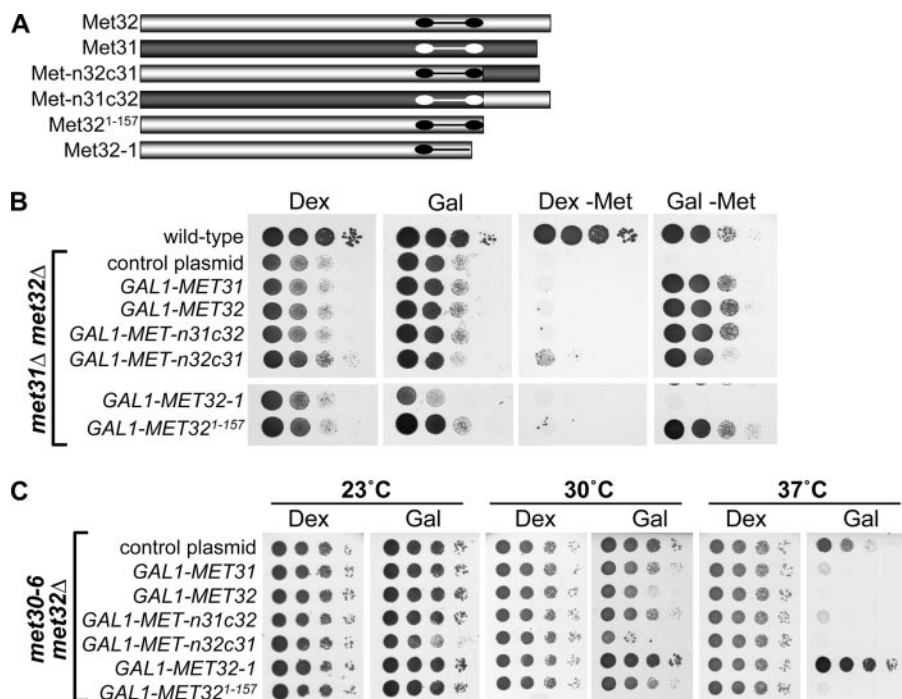 A
Met32
Met31
Met-n32c31
Met-n31c32
Met32¹⁻¹⁵⁷
Met32-1
B
Dex Gal Dex -Met Gal -Met
met31Δ met32Δ
wild-type
control plasmid
GAL1-MET31
GAL1-MET32
GAL1-MET-n31c32
GAL1-MET-n32c31
GAL1-MET32-1
GAL1-MET32¹⁻¹⁵⁷
C
23˚C 30˚C 37˚C
Dex Gal Dex Gal Dex Gal
met30-6
met32Δ
control plasmid
GAL1-MET31
GAL1-MET32
GAL1-MET-n31c32
GAL1-MET-n32c31
GAL1-MET32-1
GAL1-MET32¹⁻¹⁵⁷